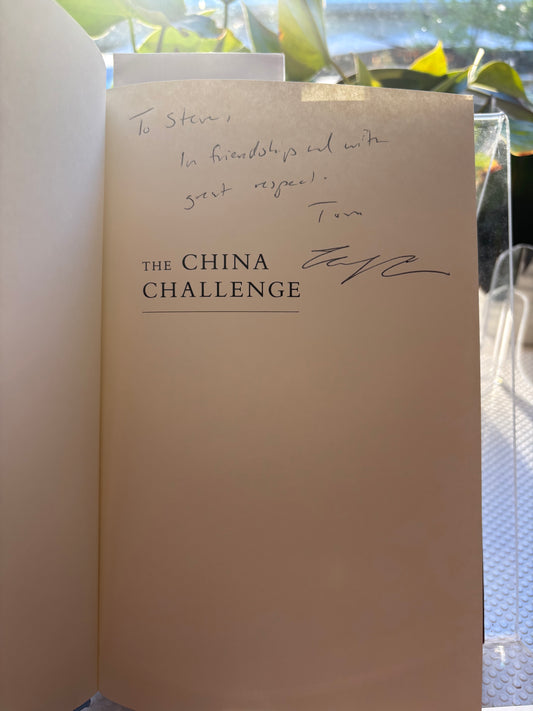 To Steve,
In friendship and with
great respect.
Tom
THE CHINA
CHALLENGE